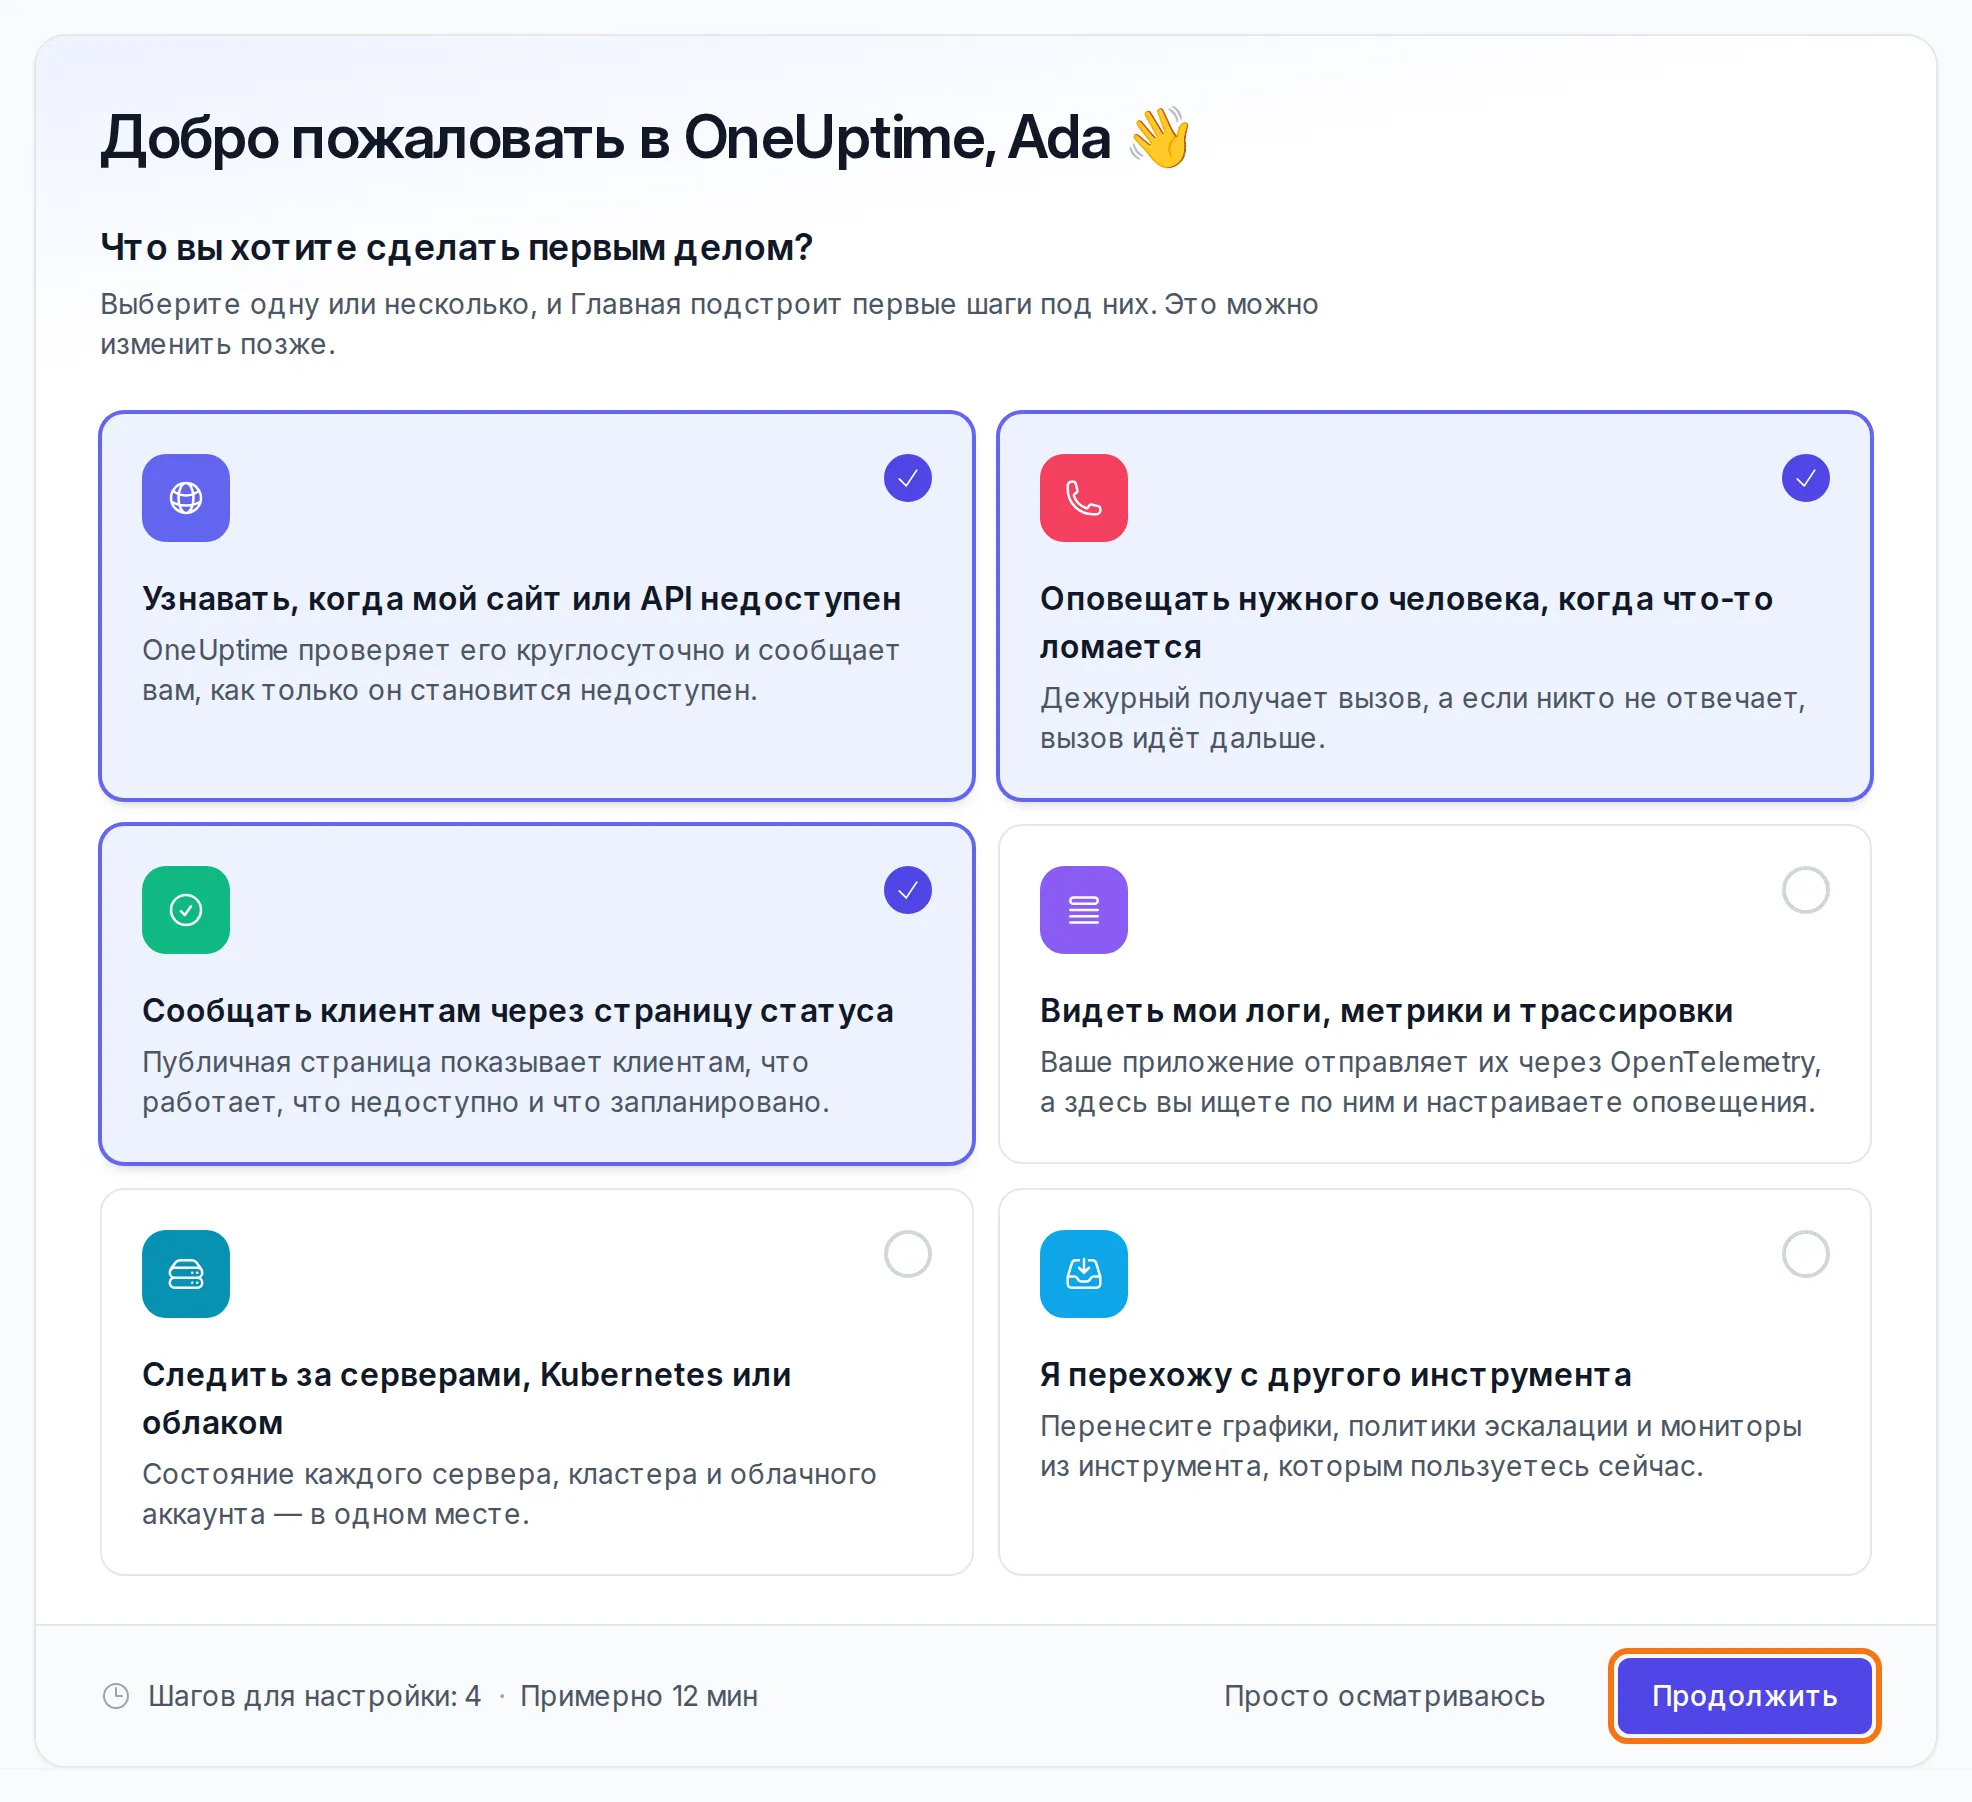 Добро пожаловать в OneUptime, Ada 👋
Что вы хотите сделать первым делом?
Выберите одну или несколько, и Главная подстроит первые шаги под них. Это можно
изменить позже.
Узнавать, когда мой сайт или API недоступен
OneUptime проверяет его круглосуточно и сообщает
вам, как только он становится недоступен.
Оповещать нужного человека, когда что-то
ломается
Дежурный получает вызов, а если никто не отвечает,
вызов идёт дальше.
Сообщать клиентам через страницу статуса
Публичная страница показывает клиентам, что
работает, что недоступно и что запланировано.
Видеть мои логи, метрики и трассировки
Ваше приложение отправляет их через OpenTelemetry,
а здесь вы ищете по ним и настраиваете оповещения.
Следить за серверами, Kubernetes или
облаком
Состояние каждого сервера, кластера и облачного
аккаунта — в одном месте.
Я перехожу с другого инструмента
Перенесите графики, политики эскалации и мониторы
из инструмента, которым пользуетесь сейчас.
Шагов для настройки: 4 · Примерно 12 мин
Просто осматриваюсь
Продолжить